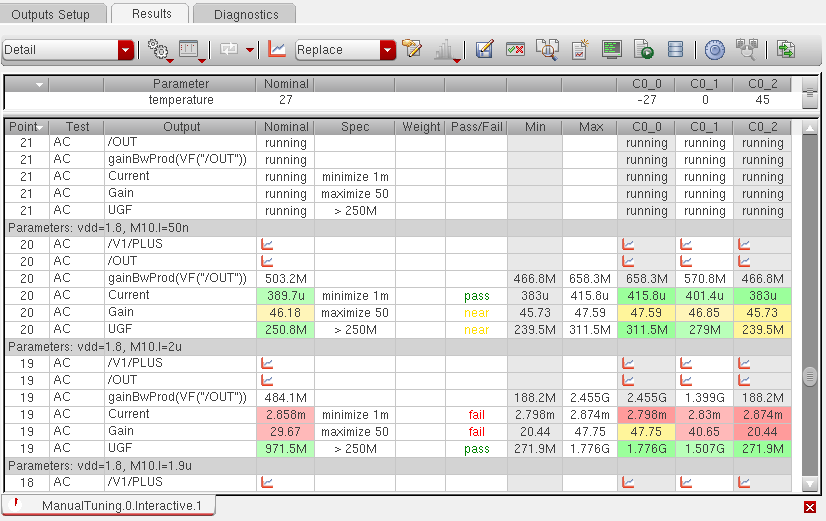 Outputs Setup Results Diagnostics
Detail Replace
Parameter Nominal C0_0 C0_1 C0_2
temperature 27 -27 0 45
Point Test Output Nominal Spec Weight Pass/Fail Min Max C0_0 C0_1 C0_2
21 AC /OUT running running running running
21 AC gainBwProd(VF("/OUT")) running running running running
21 AC Current running minimize 1m running running running
21 AC Gain running maximize 50 running running running
21 AC UGF running > 250M running running running
Parameters: vdd=1.8, M10.l=50n
20 AC /V1/PLUS
20 AC /OUT
20 AC gainBwProd(VF("/OUT")) 503.2M 466.8M 658.3M 658.3M 570.8M 466.8M
20 AC Current 389.7u minimize 1m pass 383u 415.8u 415.8u 401.4u 383u
20 AC Gain 46.18 maximize 50 near 45.73 47.59 47.59 46.85 45.73
20 AC UGF 250.8M > 250M near 239.5M 311.5M 311.5M 279M 239.5M
Parameters: vdd=1.8, M10.l=2u
19 AC /V1/PLUS
19 AC /OUT
19 AC gainBwProd(VF("/OUT")) 484.1M 188.2M 2.455G 2.455G 1.399G 188.2M
19 AC Current 2.858m minimize 1m fail 2.798m 2.874m 2.798m 2.83m 2.874m
19 AC Gain 29.67 maximize 50 fail 20.44 47.75 47.75 40.65 20.44
19 AC UGF 971.5M > 250M pass 271.9M 1.776G 1.776G 1.507G 271.9M
Parameters: vdd=1.8, M10.l=1.9u
18 AC /V1/PLUS
ManualTuning.0.Interactive.1